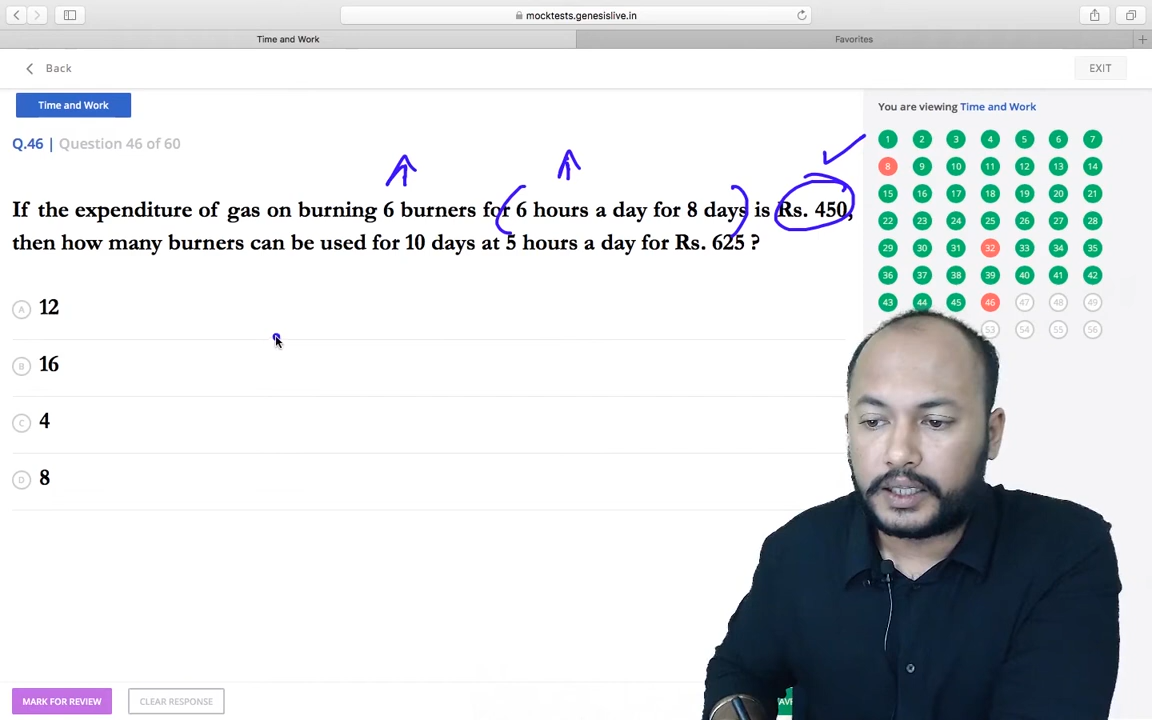 mocktests.genesislive.in
Time and Work
Favorites
Back
EXIT
Time and Work
You are viewing Time and Work
Q.46 | Question 46 of 60
1 2 3 4 5 6 7
8 9 10 11 12 13 14
15 16 17 18 19 20 21
22 23 24 25 26 27 28
29 30 31 32 33 34 35
36 37 38 39 40 41 42
43 44 45 46 47 48 49
53 54 55 56
If the expenditure of gas on burning 6 burners for 6 hours a day for 8 days is Rs. 450,
then how many burners can be used for 10 days at 5 hours a day for Rs. 625 ?
A 12
B 16
C 4
D 8
MARK FOR REVIEW
CLEAR RESPONSE